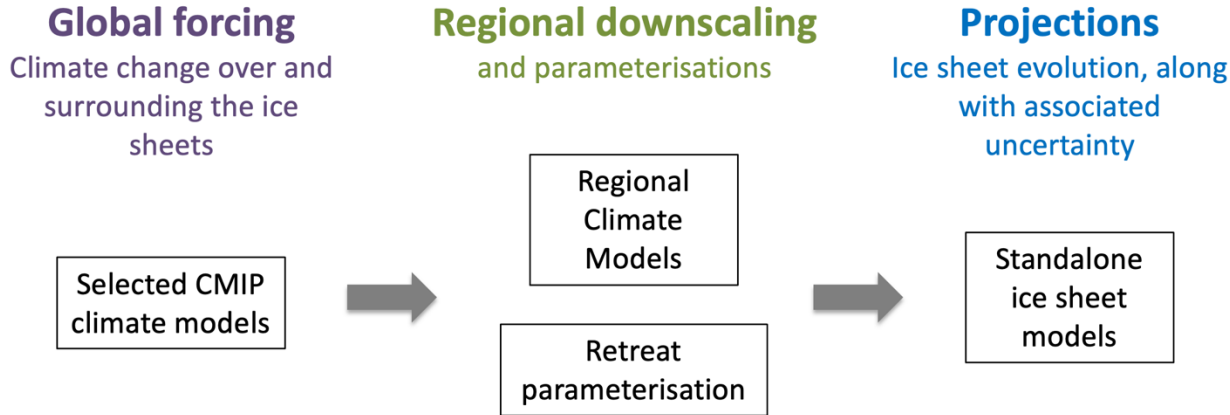 Global forcing
Climate change over and
surrounding the ice
sheets
Selected CMIP
climate models
Regional downscaling
and parameterisations
Regional
Climate
Models
Retreat
parameterisation
Projections
Ice sheet evolution, along
with associated
uncertainty
Standalone
ice sheet
models